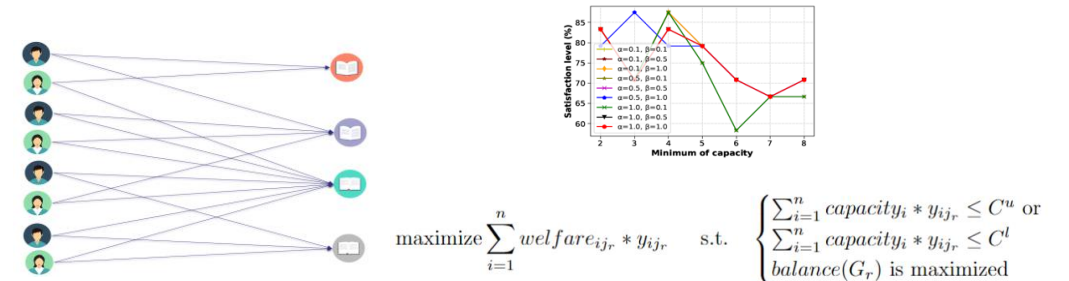 Satisfaction level (%)
85
80
75
70
65
60
α=0.1, β=0.1
α=0.1, β=0.5
α=0.1, β=1.0
α=0.5, β=0.1
α=0.5, β=0.5
α=0.5, β=1.0
α=1.0, β=0.1
α=1.0, β=0.5
α=1.0, β=1.0
2 3 4 5 6 7 8
Minimum of capacity
maximize ∑_{i=1}^{n} welfare_{ij_r} * y_{ij_r} s.t.
∑_{i=1}^{n} capacity_i * y_{ij_r} ≤ C^u or
∑_{i=1}^{n} capacity_i * y_{ij_r} ≤ C^l
balance(G_r) is maximized